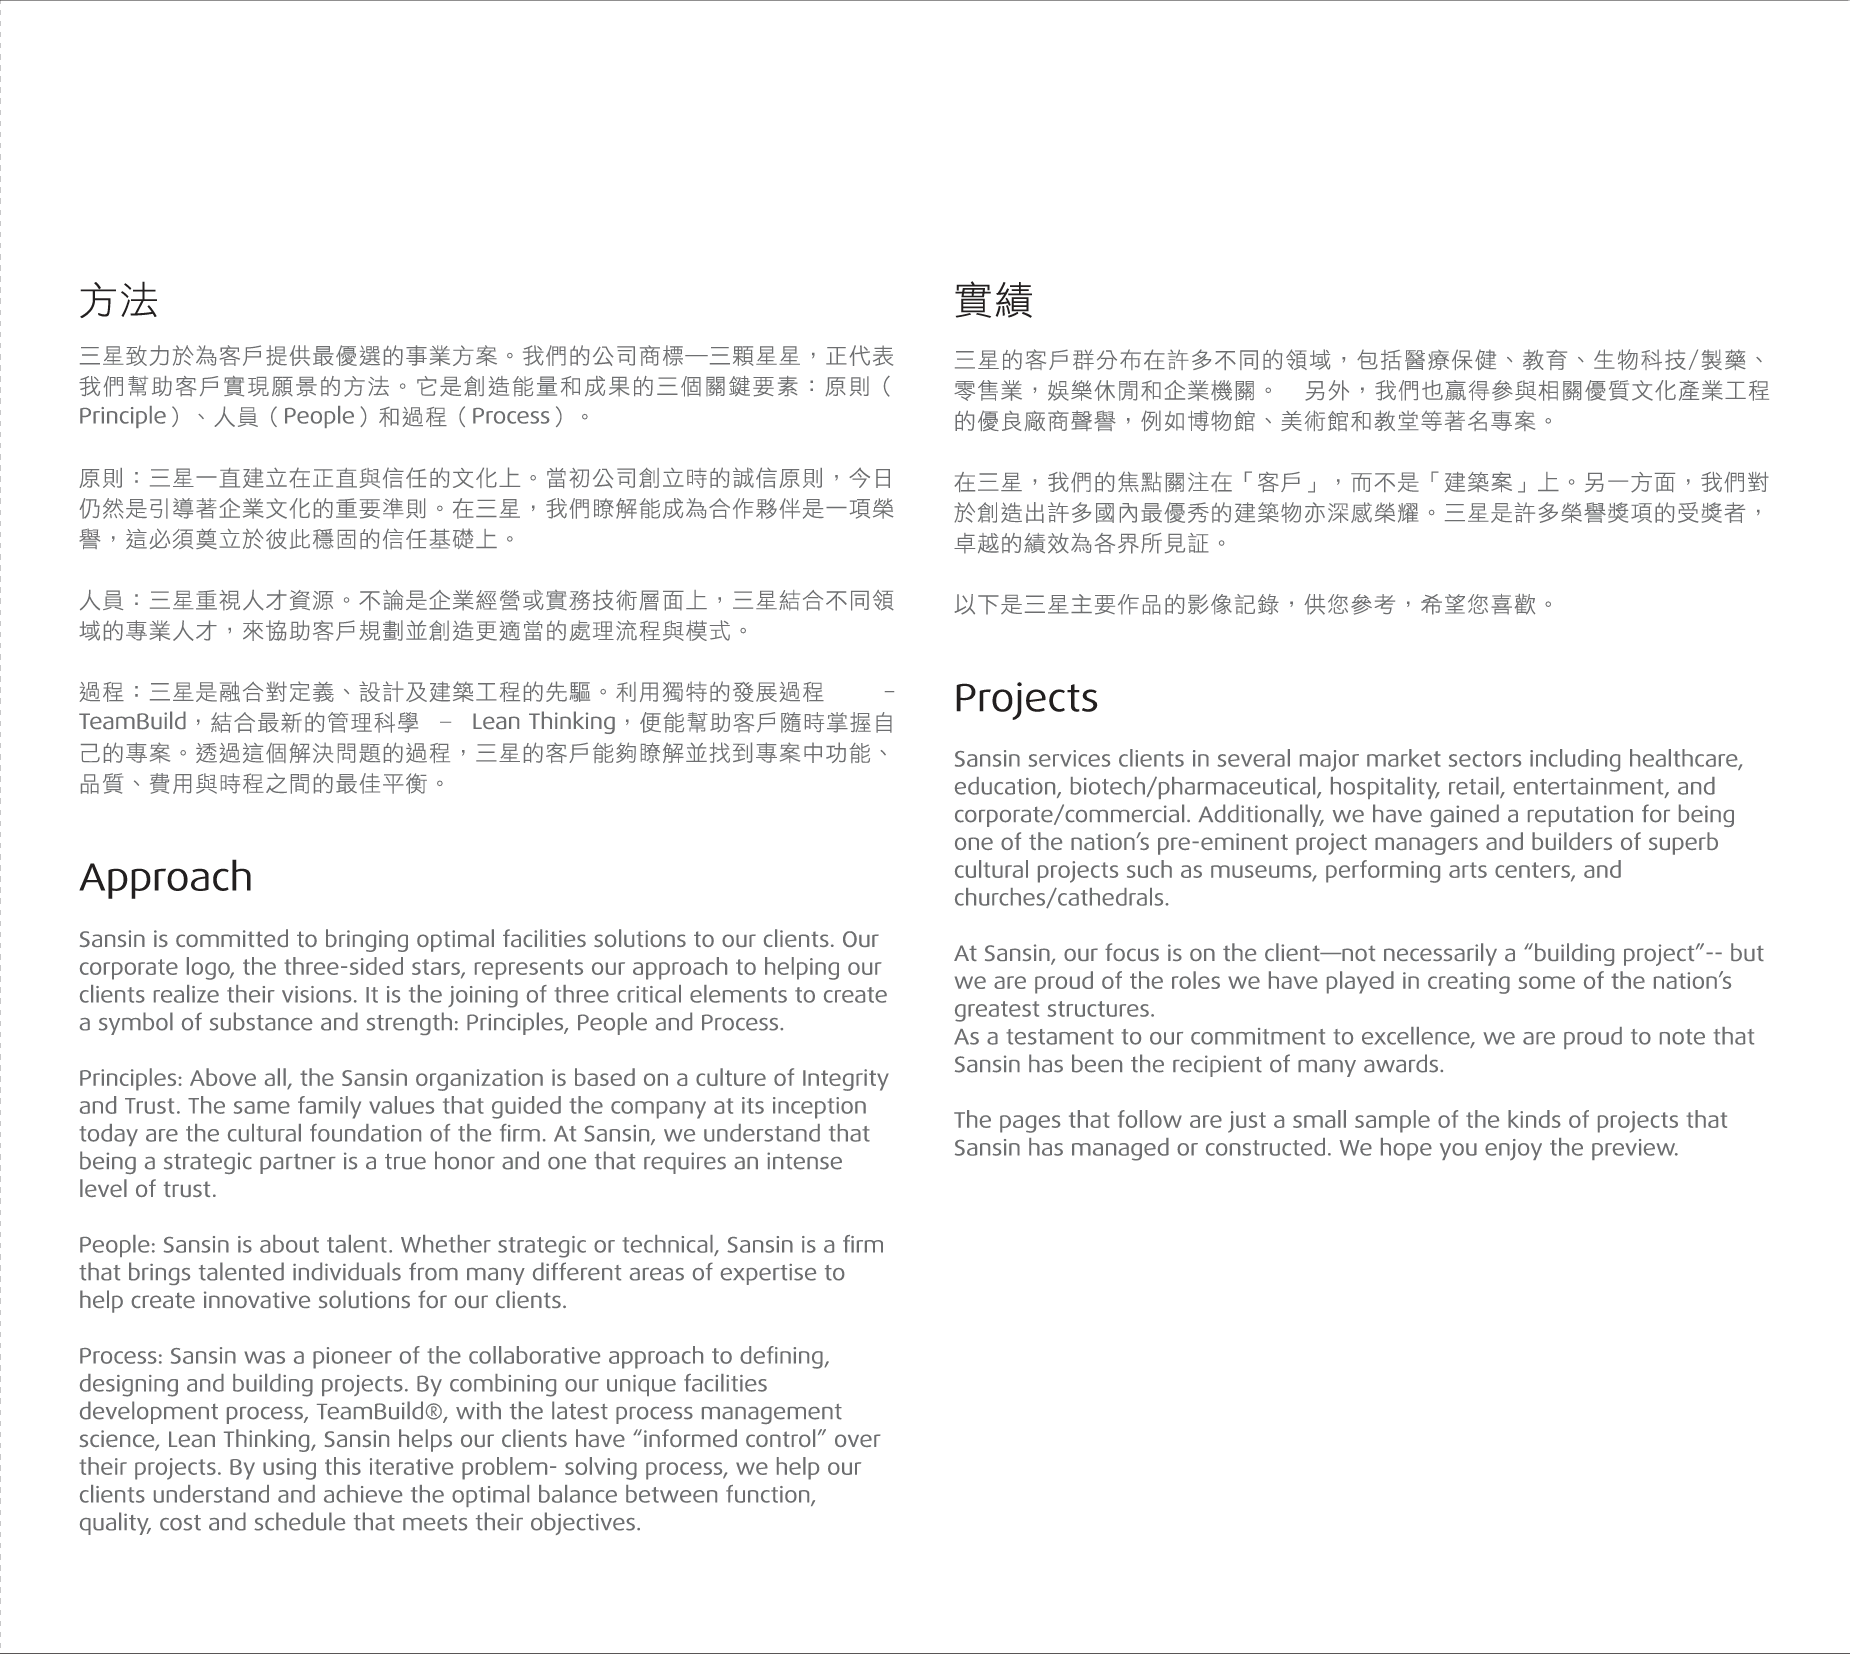 方法
三星致力於為客戶提供最優選的事業方案。我們的公司商標—三顆星星，正代表
我們幫助客戶實現願景的方法。它是創造能量和成果的三個關鍵要素：原則（
Principle）、人員（People）和過程（Process）。
原則：三星一直建立在正直與信任的文化上。當初公司創立時的誠信原則，今日
仍然是引導著企業文化的重要準則。在三星，我們瞭解能成為合作夥伴是一項榮
譽，這必須奠立於彼此穩固的信任基礎上。
人員：三星重視人才資源。不論是企業經營或實務技術層面上，三星結合不同領
域的專業人才，來協助客戶規劃並創造更適當的處理流程與模式。
過程：三星是融合對定義、設計及建築工程的先驅。利用獨特的發展過程 –
TeamBuild，結合最新的管理科學 – Lean Thinking，便能幫助客戶隨時掌握自
己的專案。透過這個解決問題的過程，三星的客戶能夠瞭解並找到專案中功能、
品質、費用與時程之間的最佳平衡。
Approach
Sansin is committed to bringing optimal facilities solutions to our clients. Our
corporate logo, the three-sided stars, represents our approach to helping our
clients realize their visions. It is the joining of three critical elements to create
a symbol of substance and strength: Principles, People and Process.
Principles: Above all, the Sansin organization is based on a culture of Integrity
and Trust. The same family values that guided the company at its inception
today are the cultural foundation of the firm. At Sansin, we understand that
being a strategic partner is a true honor and one that requires an intense
level of trust.
People: Sansin is about talent. Whether strategic or technical, Sansin is a firm
that brings talented individuals from many different areas of expertise to
help create innovative solutions for our clients.
Process: Sansin was a pioneer of the collaborative approach to defining,
designing and building projects. By combining our unique facilities
development process, TeamBuild®, with the latest process management
science, Lean Thinking, Sansin helps our clients have “informed control” over
their projects. By using this iterative problem- solving process, we help our
clients understand and achieve the optimal balance between function,
quality, cost and schedule that meets their objectives.
實績
三星的客戶群分布在許多不同的領域，包括醫療保健、教育、生物科技/製藥、
零售業，娛樂休閒和企業機關。 另外，我們也贏得參與相關優質文化產業工程
的優良廠商聲譽，例如博物館、美術館和教堂等著名專案。
在三星，我們的焦點關注在「客戶」，而不是「建築案」上。另一方面，我們對
於創造出許多國內最優秀的建築物亦深感榮耀。三星是許多榮譽獎項的受獎者，
卓越的績效為各界所見証。
以下是三星主要作品的影像記錄，供您參考，希望您喜歡。
Projects
Sansin services clients in several major market sectors including healthcare,
education, biotech/pharmaceutical, hospitality, retail, entertainment, and
corporate/commercial. Additionally, we have gained a reputation for being
one of the nation’s pre-eminent project managers and builders of superb
cultural projects such as museums, performing arts centers, and
churches/cathedrals.
At Sansin, our focus is on the client—not necessarily a “building project”-- but
we are proud of the roles we have played in creating some of the nation’s
greatest structures.
As a testament to our commitment to excellence, we are proud to note that
Sansin has been the recipient of many awards.
The pages that follow are just a small sample of the kinds of projects that
Sansin has managed or constructed. We hope you enjoy the preview.